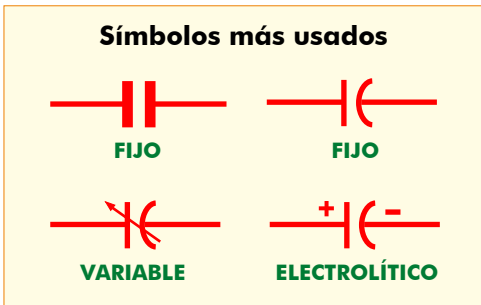 Símbolos más usados
FIJO FIJO
+ -
VARIABLE ELECTROLÍTICO